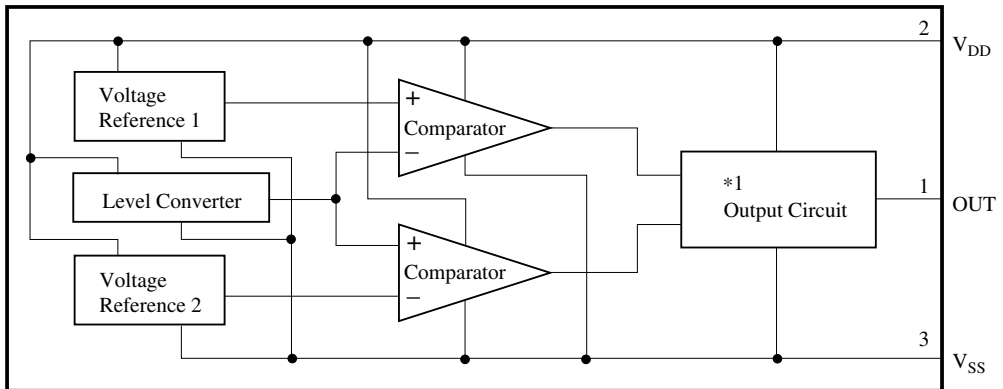 2
V_DD
Voltage
Reference 1
+
Comparator
−
Level Converter
*1
Output Circuit
1
OUT
Voltage
Reference 2
+
Comparator
−
3
V_SS